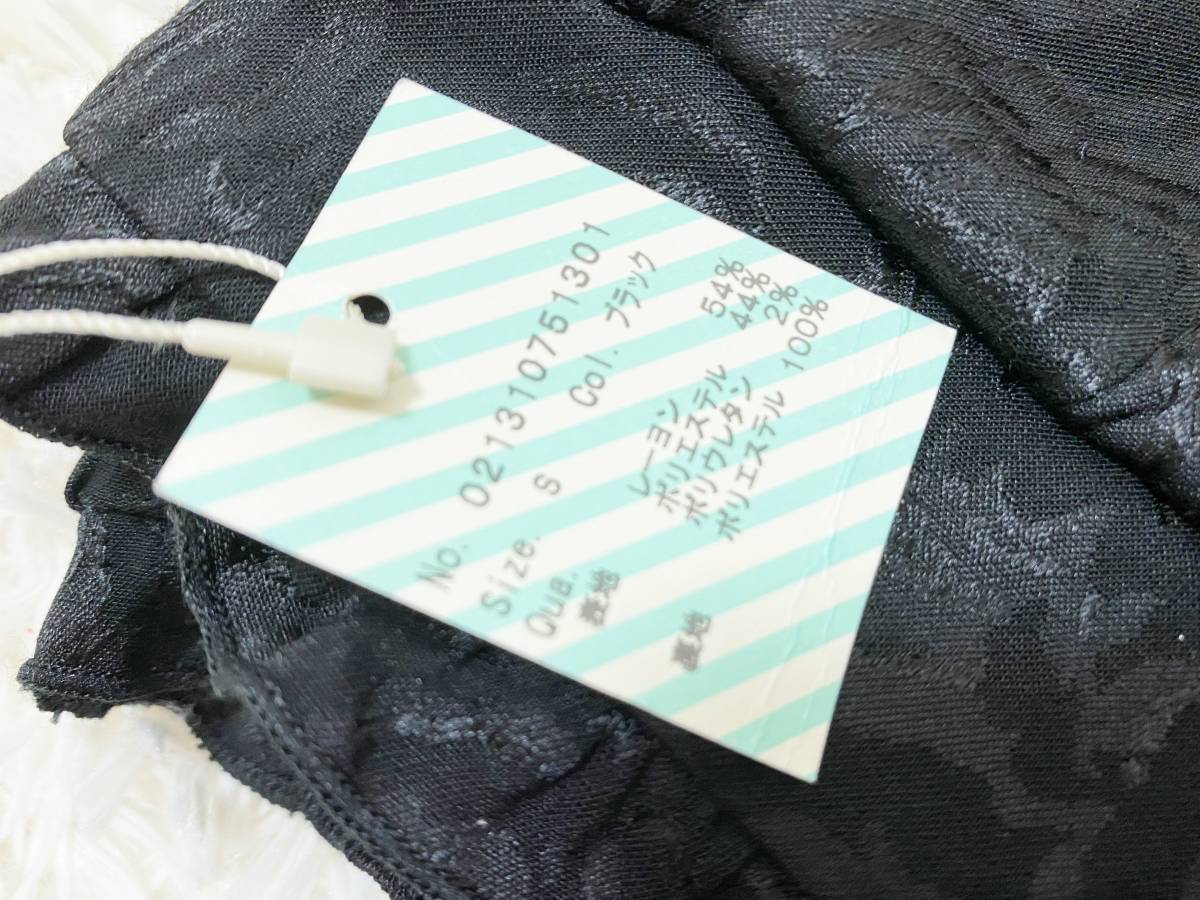 No. 02131075１301
Size. S Col. ブラック
Qua.
表地 レーヨン 54%
ポリエステル 44%
ポリウレタン 2%
裏地 ポリエステル 100%